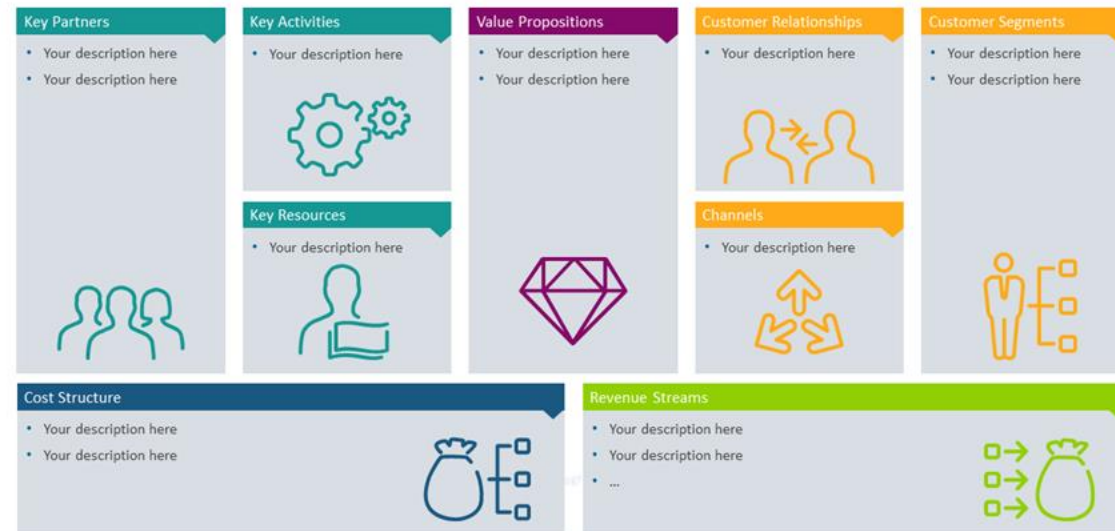 Key Partners
• Your description here
• Your description here
Key Activities
• Your description here
Key Resources
• Your description here
Value Propositions
• Your description here
• Your description here
Customer Relationships
• Your description here
Channels
• Your description here
Customer Segments
• Your description here
• Your description here
Cost Structure
• Your description here
• Your description here
Revenue Streams
• Your description here
• Your description here
• ...